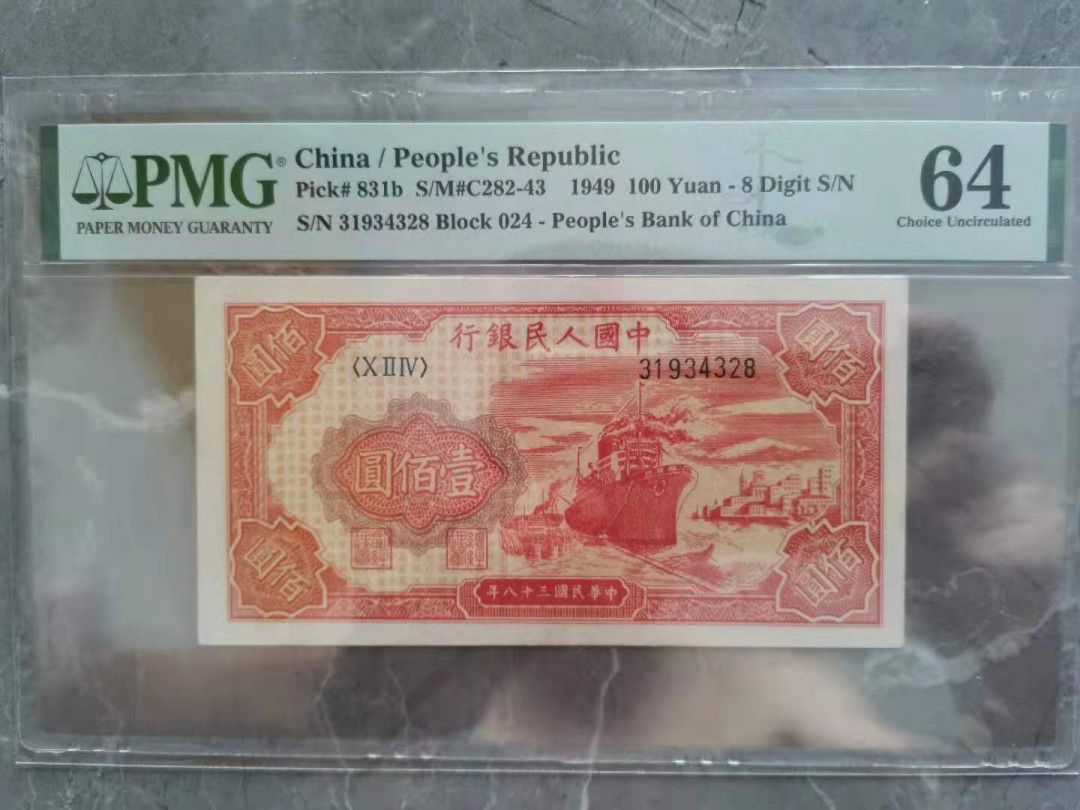 PMG®
PAPER MONEY GUARANTY
China / People's Republic
Pick# 831b S/M#C282-43 1949 100 Yuan - 8 Digit S/N
S/N 31934328 Block 024 - People's Bank of China
64
Choice Uncirculated
中國人民銀行
佰圓
佰圓
〈XⅡⅣ〉
31934328
壹佰圓
佰圓
佰圓
中華民國三十八年